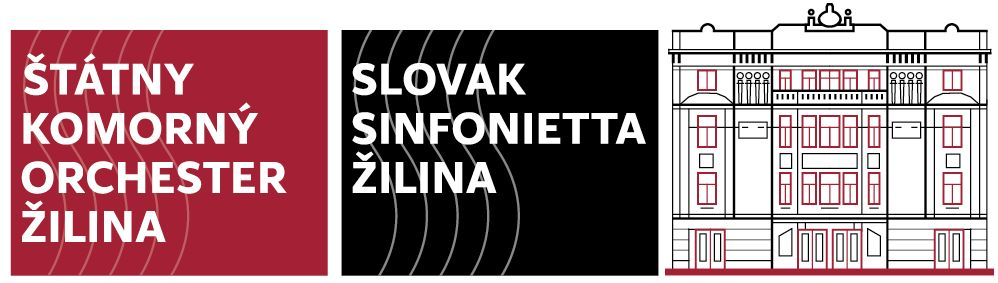 ŠTÁTNY
KOMORNÝ
ORCHESTER
ŽILINA
SLOVAK
SINFONIETTA
ŽILINA